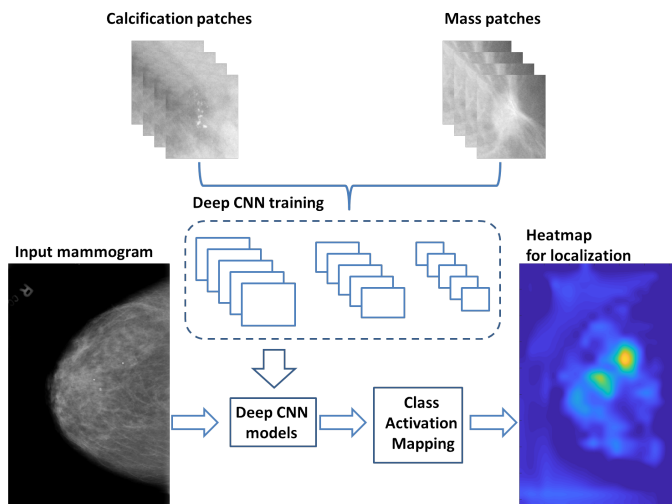 Calcification patches
Mass patches
Deep CNN training
Input mammogram
Heatmap
for localization
R
Deep CNN
models
Class
Activation
Mapping